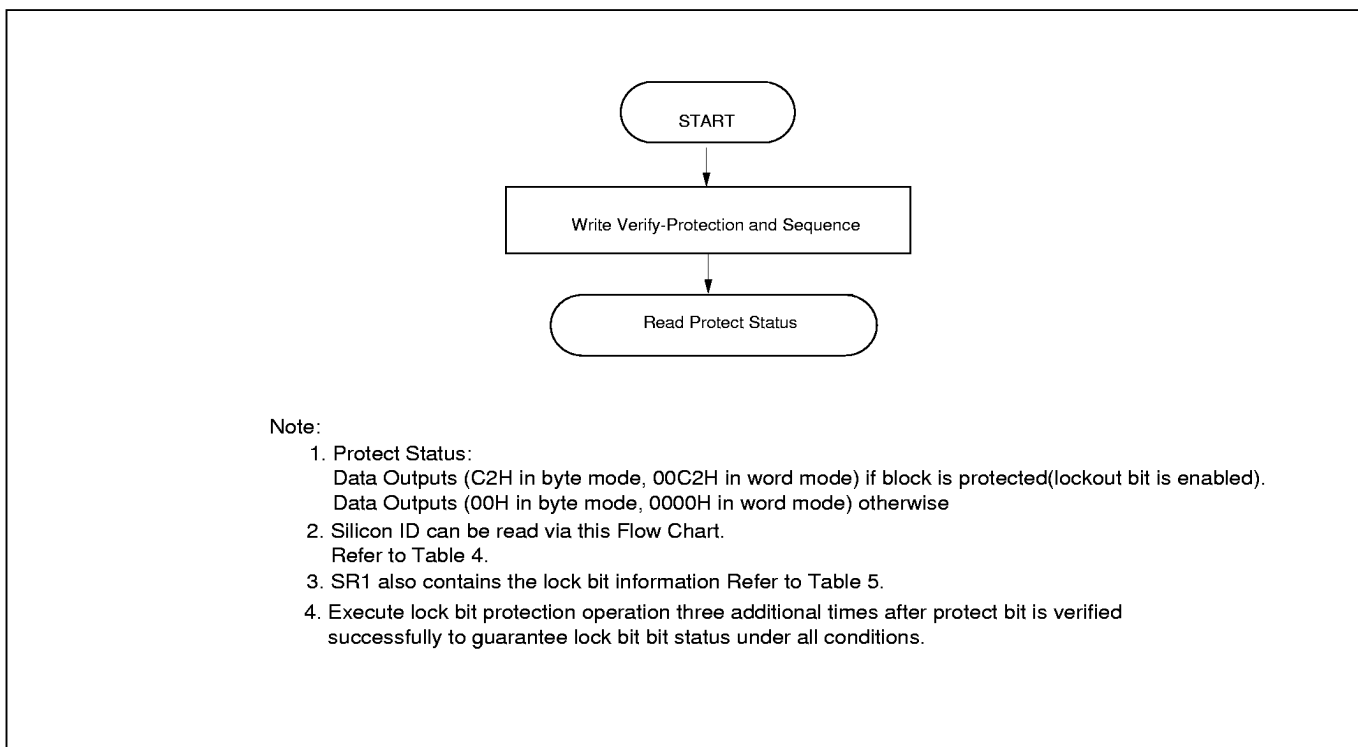 START
Write Verify-Protection and Sequence
Read Protect Status
Note:
1. Protect Status:
Data Outputs (C2H in byte mode, 00C2H in word mode) if block is protected(lockout bit is enabled).
Data Outputs (00H in byte mode, 0000H in word mode) otherwise
2. Silicon ID can be read via this Flow Chart.
Refer to Table 4.
3. SR1 also contains the lock bit information Refer to Table 5.
4. Execute lock bit protection operation three additional times after protect bit is verified
successfully to guarantee lock bit bit status under all conditions.